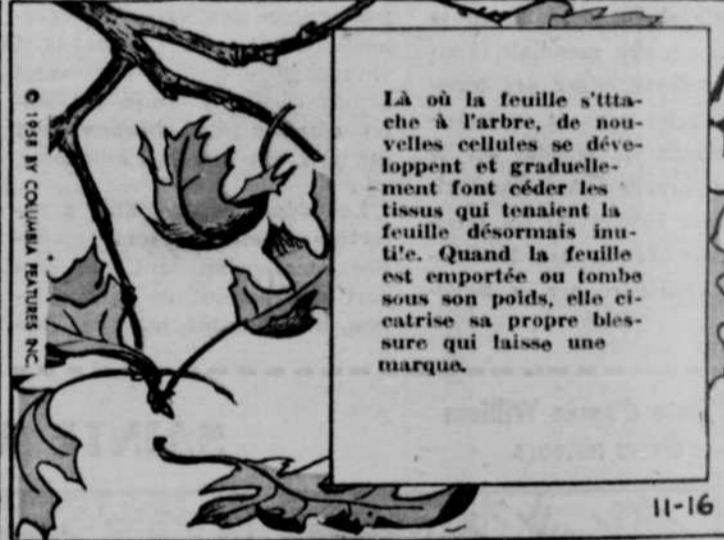 © 1958 BY COLUMBIA FEATURES INC.
Là où la feuille s'ttta-
che à l'arbre, de nou-
velles cellules se déve-
loppent et graduelle-
ment font céder les
tissus qui tenaient la
feuille désormais inu-
ti'e. Quand la feuille
est emportée ou tombe
sous son poids, elle ci-
catrise sa propre bles-
sure qui laisse une
marque.
11-16